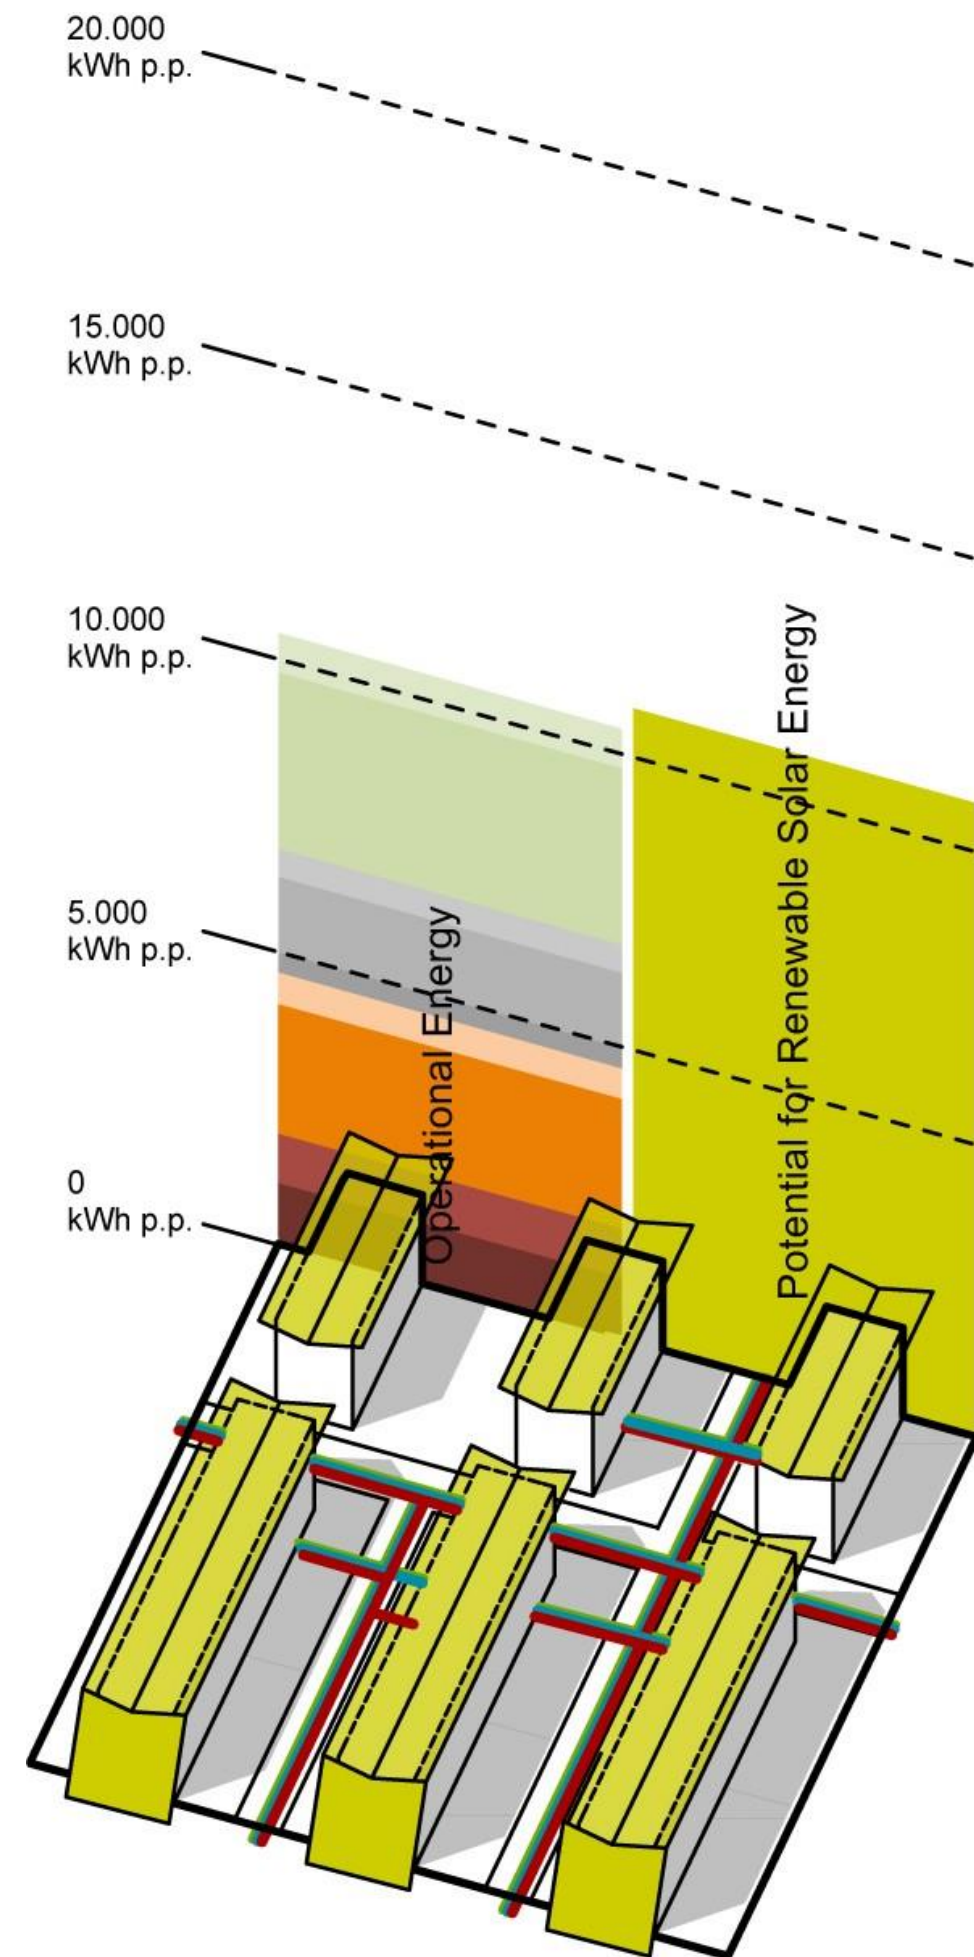 20.000
kWh p.p.
15.000
kWh p.p.
10.000
kWh p.p.
5.000
kWh p.p.
0
kWh p.p.
Operational Energy
Potential for Renewable Solar Energy